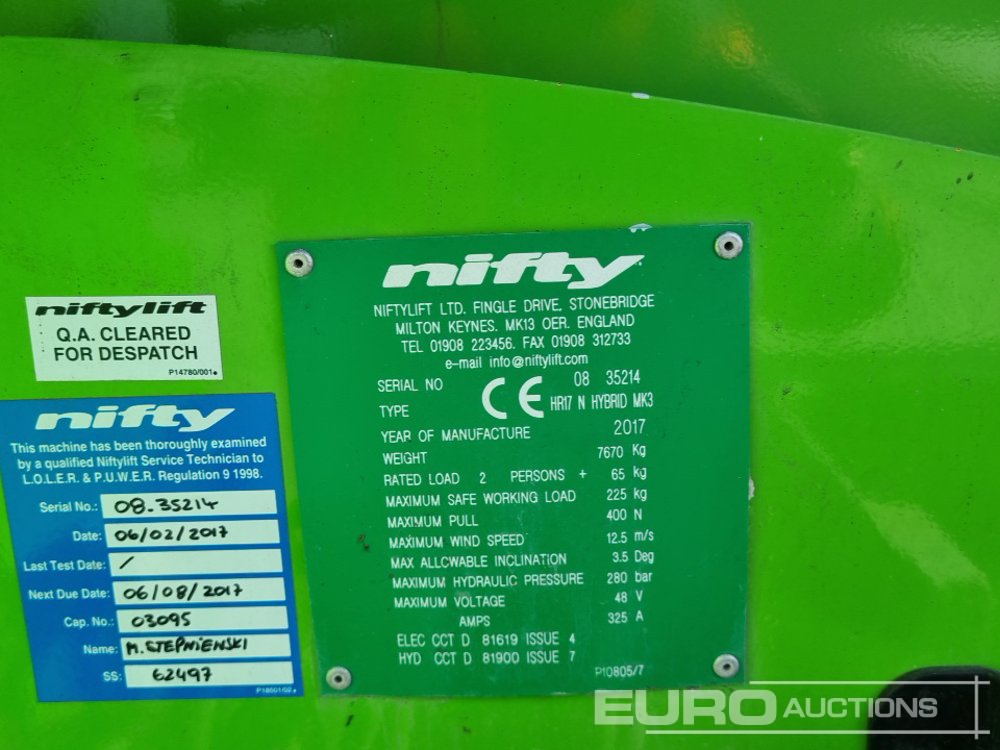 niftylift
Q.A. CLEARED
FOR DESPATCH
P14780/001
nifty
This machine has been thoroughly examined
by a qualified Niftylift Service Technician to
L.O.L.E.R. & P.U.W.E.R. Regulation 9 1998.
Serial No.: 08.35214
Date: 06/02/2017
Last Test Date: /
Next Due Date: 06/08/2017
Cap. No.: 03095
Name: M. STEPNIENSKI
SS: 62497
P18601/02
nifty
NIFTYLIFT LTD. FINGLE DRIVE. STONEBRIDGE
MILTON KEYNES. MK13 OER. ENGLAND
TEL 01908 223456. FAX 01908 312733
e-mail info@niftylift.com
SERIAL NO CE 08 35214
TYPE HR17 N HYBRID MK3
YEAR OF MANUFACTURE 2017
WEIGHT 7670 Kg
RATED LOAD 2 PERSONS + 65 kg
MAXIMUM SAFE WORKING LOAD 225 kg
MAXIMUM PULL 400 N
MAXIMUM WIND SPEED 12.5 m/s
MAX ALLOWABLE INCLINATION 3.5 Deg
MAXIMUM HYDRAULIC PRESSURE 280 bar
MAXIMUM VOLTAGE 48 V
AMPS 325 A
ELEC CCT D 81619 ISSUE 4
HYD CCT D 81900 ISSUE 7
P10805/7
EURO AUCTIONS